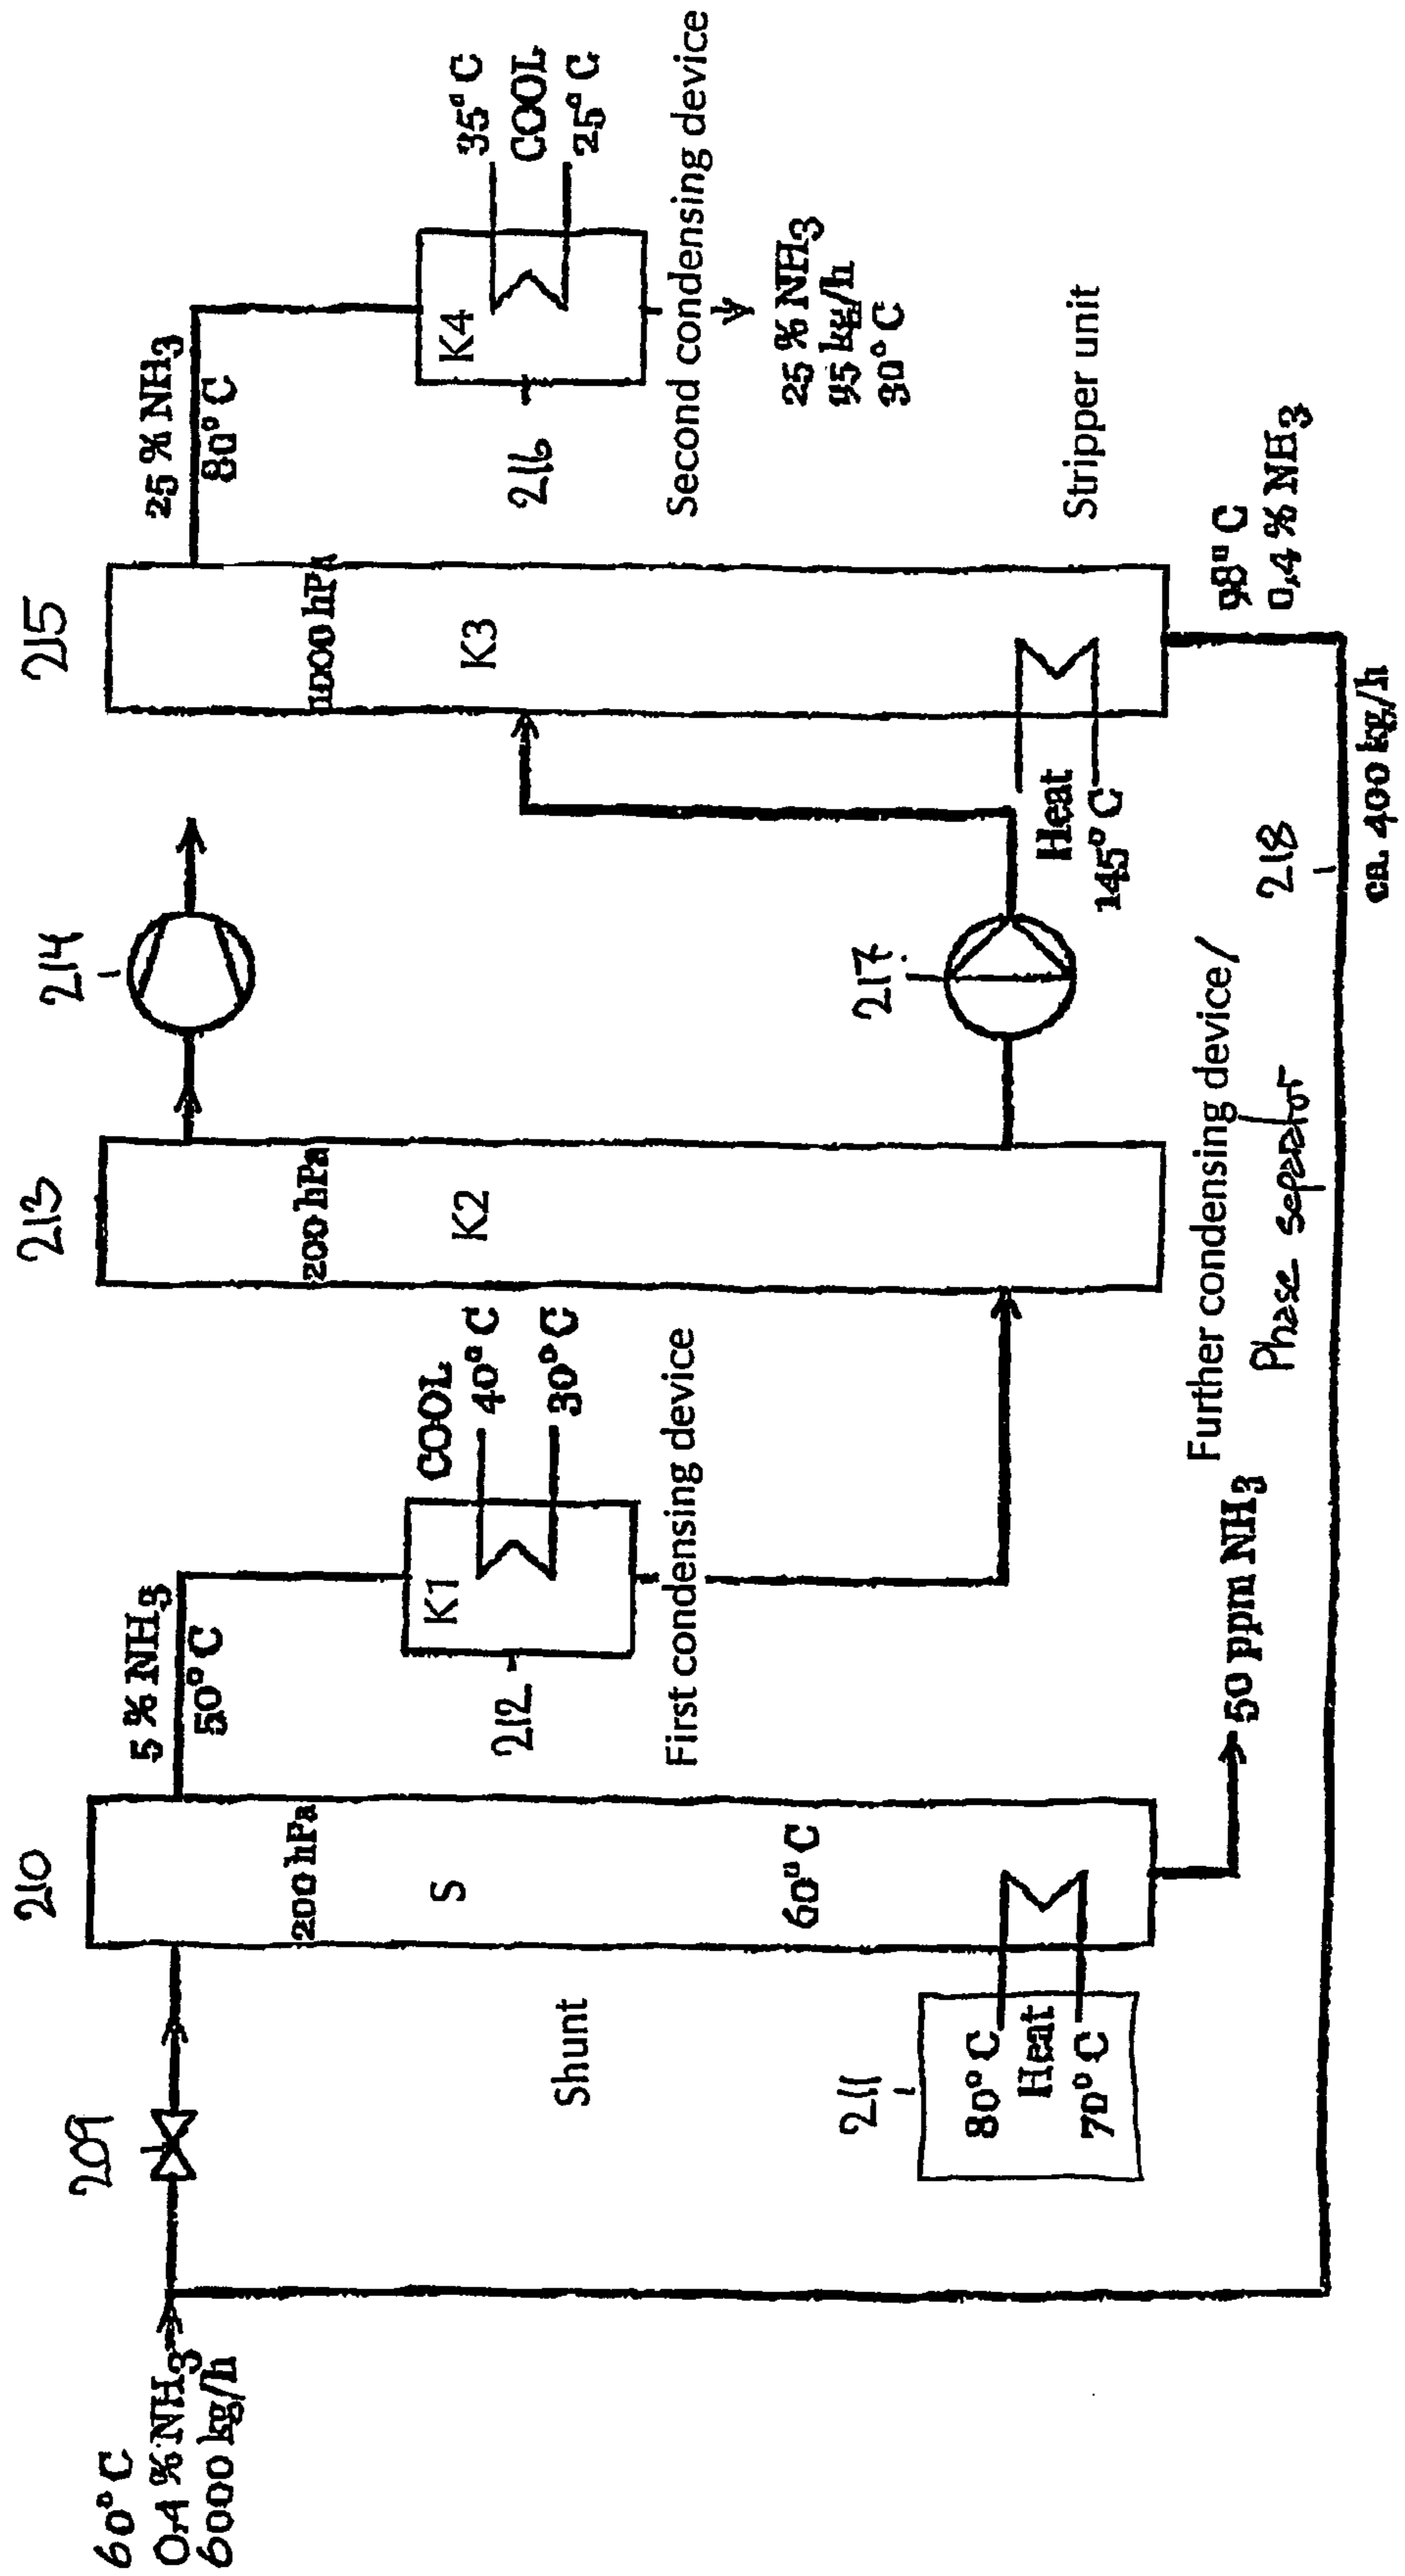 60°C
0,4 % NH3
6000 kg/h
209
210
200 hPa
S
60°C
Shunt
211
80°C
Heat
70°C
50 ppm NH3
5 % NH3
50°C
212
K1
COOL
40°C
30°C
First condensing device
213
200 hPa
K2
Further condensing device/
Phase separator
214
217
215
1000 hPa
K3
Heat
145°C
Stripper unit
98°C
0,4 % NH3
218
ca. 400 kg/h
25 % NH3
80°C
216
K4
35°C
COOL
25°C
Second condensing device
25 % NH3
95 kg/h
30°C